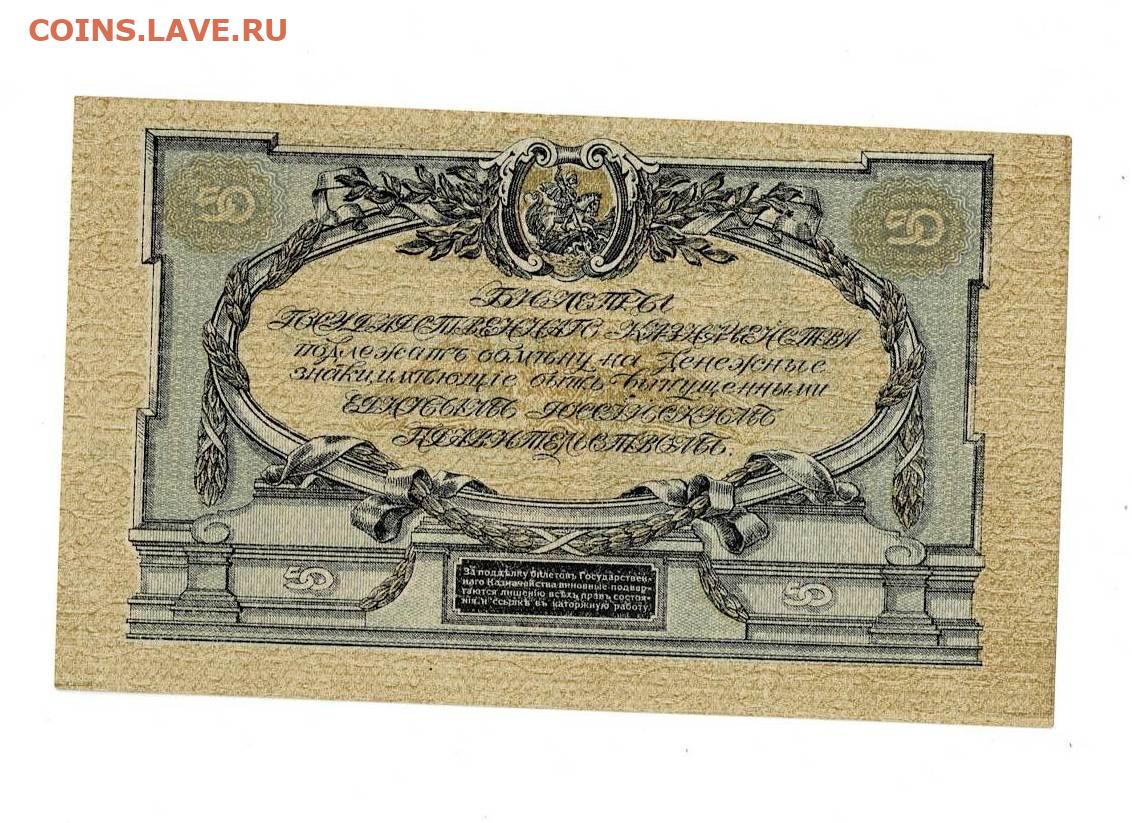 COINS.LAVE.RU
50
50
БИЛЕТЫ
ГОСУДАРСТВЕННАГО КАЗНАЧЕЙСТВА
подлежатъ обмѣну на денежные
знаки, имѣющіе быть выпущенными
ЕДИНЫМЪ РОССІЙСКИМЪ
ПРАВИТЕЛЬСТВОМЪ.
50
За поддѣлку билетовъ Государствен-
наго Казначейства виновные подвер-
гаются лишенію всѣхъ правъ состоя-
нія и ссылкѣ въ каторжную работу.
50